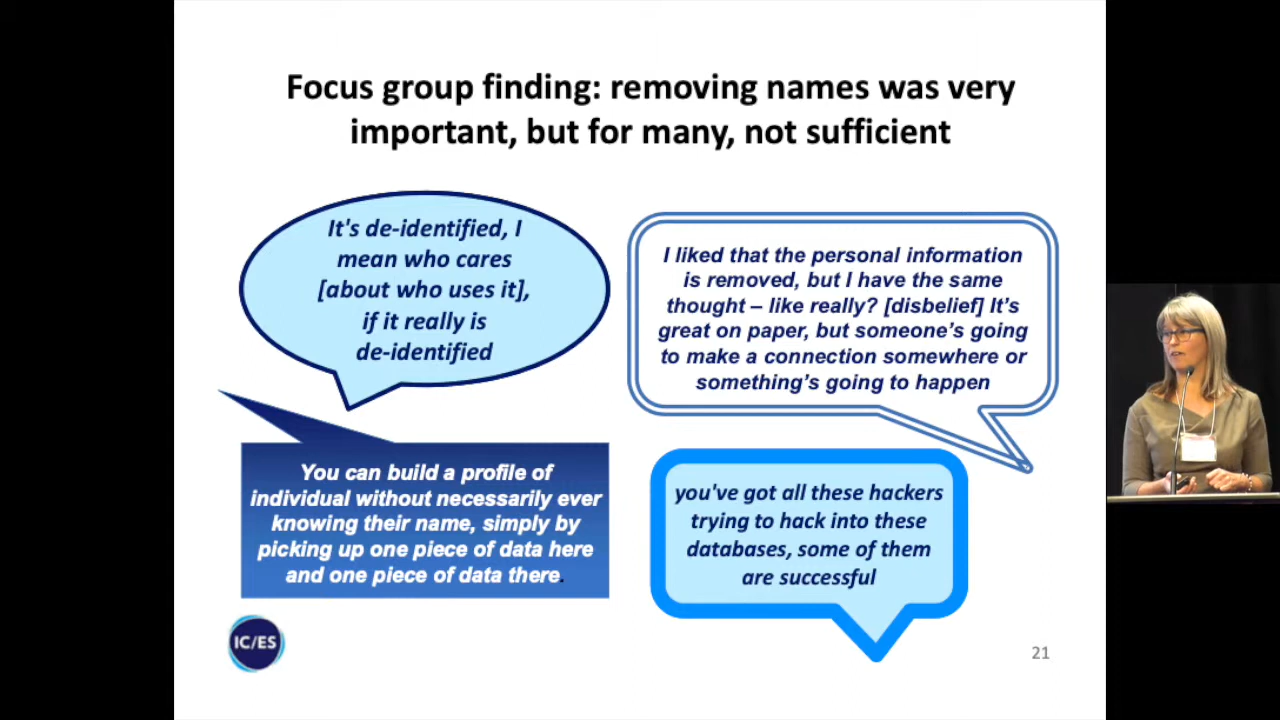 Focus group finding: removing names was very
important, but for many, not sufficient
It's de-identified, I
mean who cares
[about who uses it],
if it really is
de-identified
I liked that the personal information
is removed, but I have the same
thought – like really? [disbelief] It’s
great on paper, but someone’s going
to make a connection somewhere or
something’s going to happen
You can build a profile of
individual without necessarily ever
knowing their name, simply by
picking up one piece of data here
and one piece of data there.
you've got all these hackers
trying to hack into these
databases, some of them
are successful
IC/ES
21